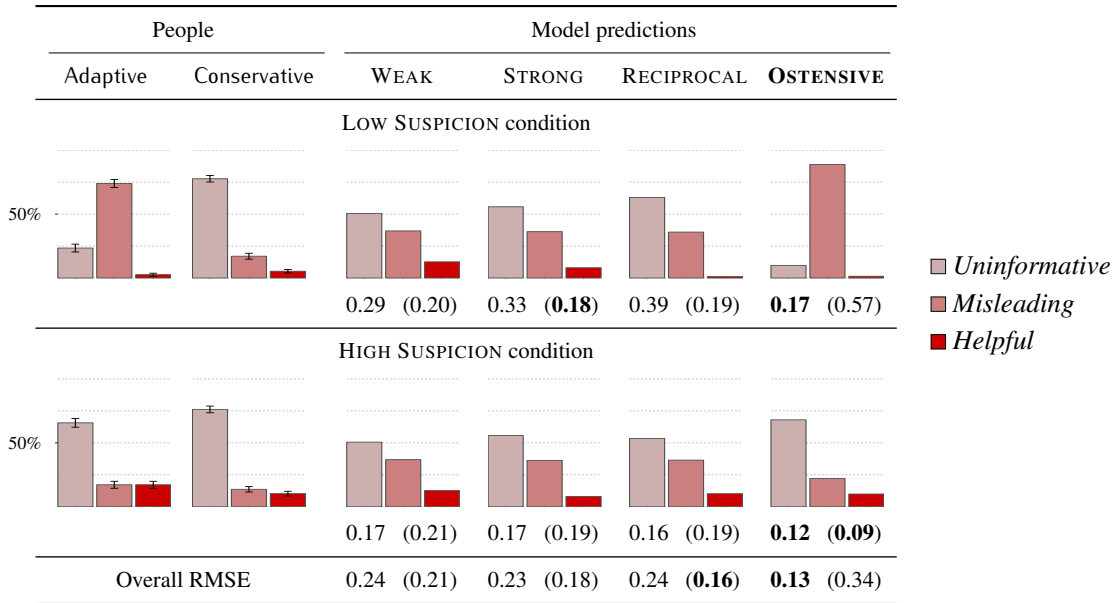 People Model predictions
Adaptive Conservative WEAK STRONG RECIPROCAL OSTENSIVE
LOW SUSPICION condition
50%
Uninformative
Misleading
Helpful
0.29 (0.20) 0.33 (0.18) 0.39 (0.19) 0.17 (0.57)
HIGH SUSPICION condition
50%
0.17 (0.21) 0.17 (0.19) 0.16 (0.19) 0.12 (0.09)
Overall RMSE 0.24 (0.21) 0.23 (0.18) 0.24 (0.16) 0.13 (0.34)